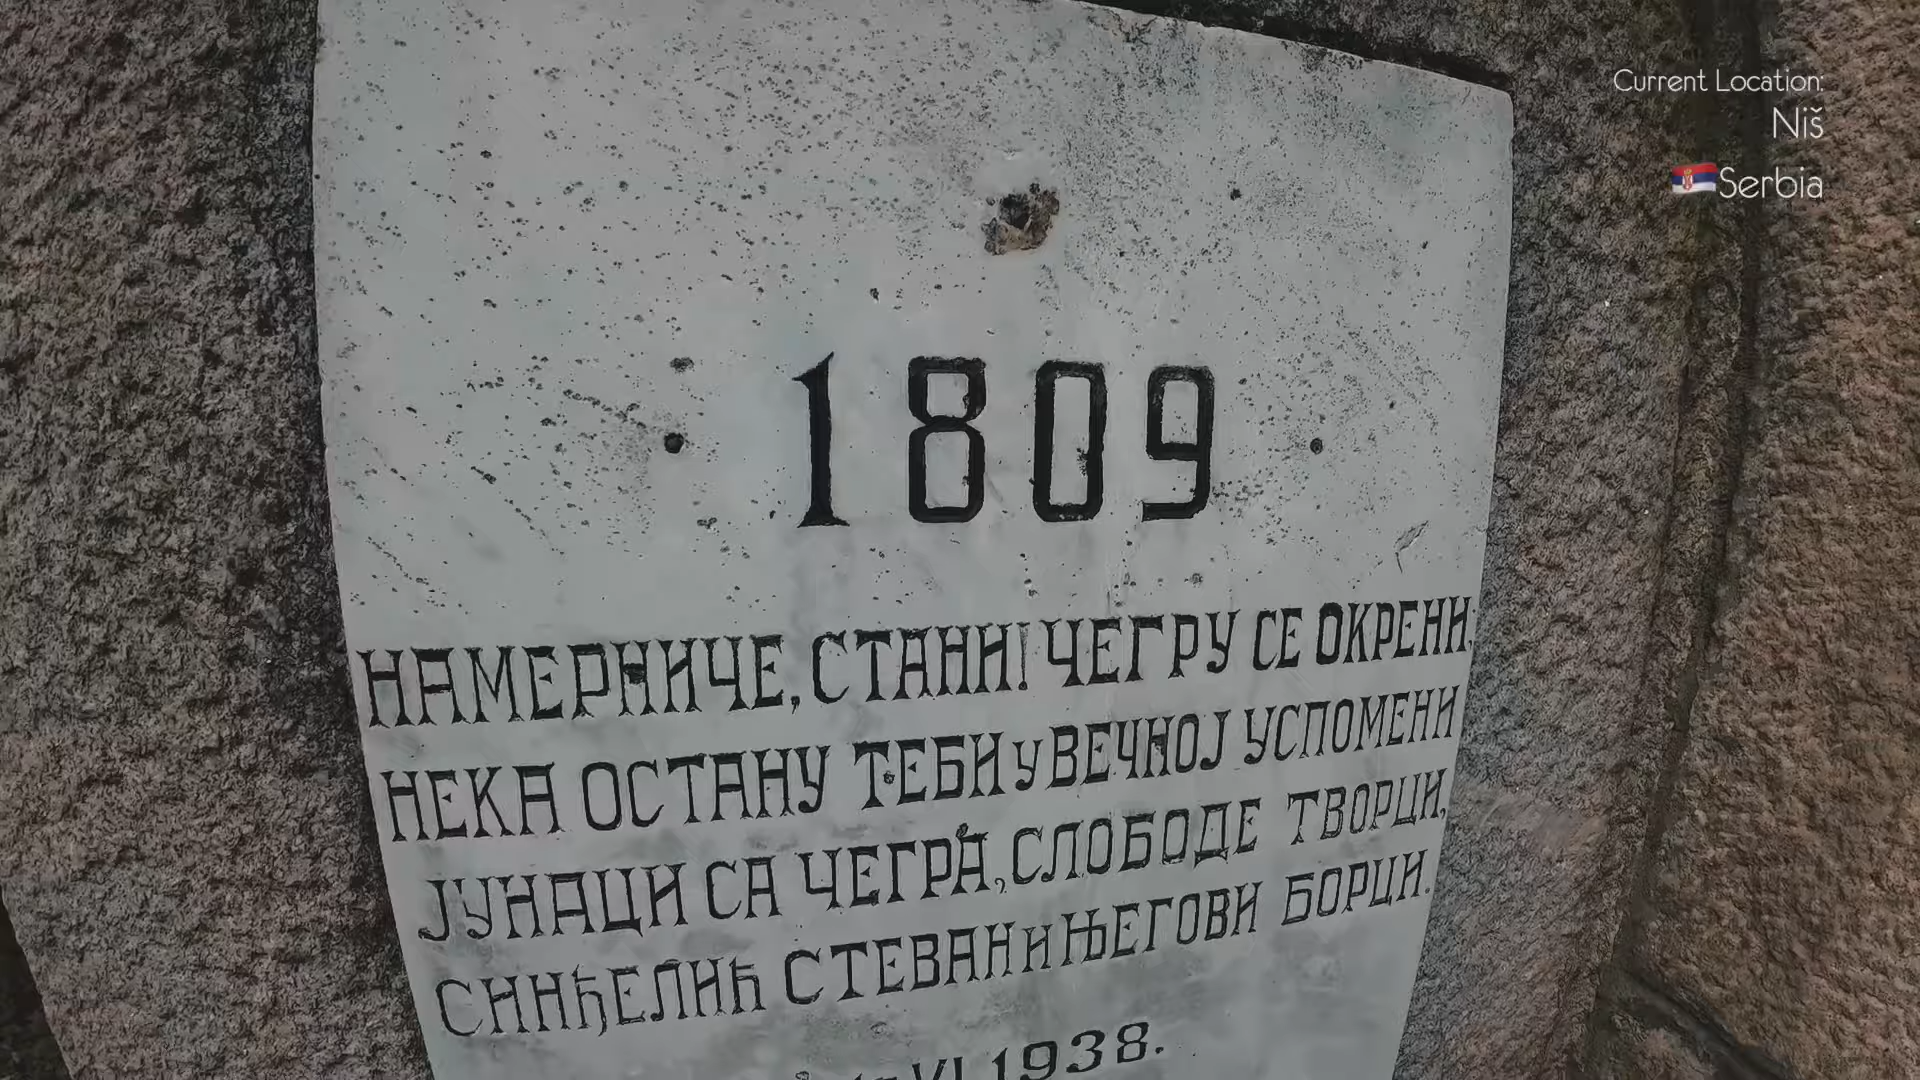 Current Location:
Niš
Serbia
1809
НАМЕРНИЧЕ, СТАНИ! ЧЕГРУ СЕ ОКРЕНИ,
НЕКА ОСТАНУ ТЕБИ У ВЕЧНОЈ УСПОМЕНИ
ЈУНАЦИ СА ЧЕГРА, СЛОБОДЕ ТВОРЦИ,
СИНЂЕЛИЋ СТЕВАН И ЊЕГОВИ БОРЦИ.
VI 1938.